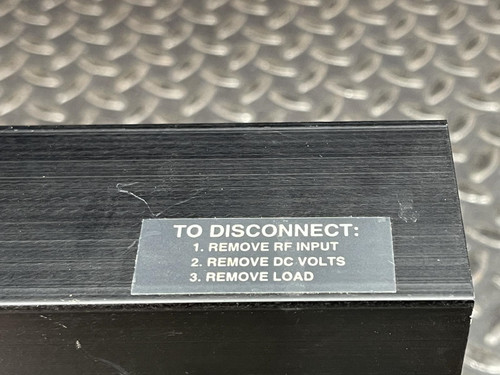 TO DISCONNECT:
1. REMOVE RF INPUT
2. REMOVE DC VOLTS
3. REMOVE LOAD